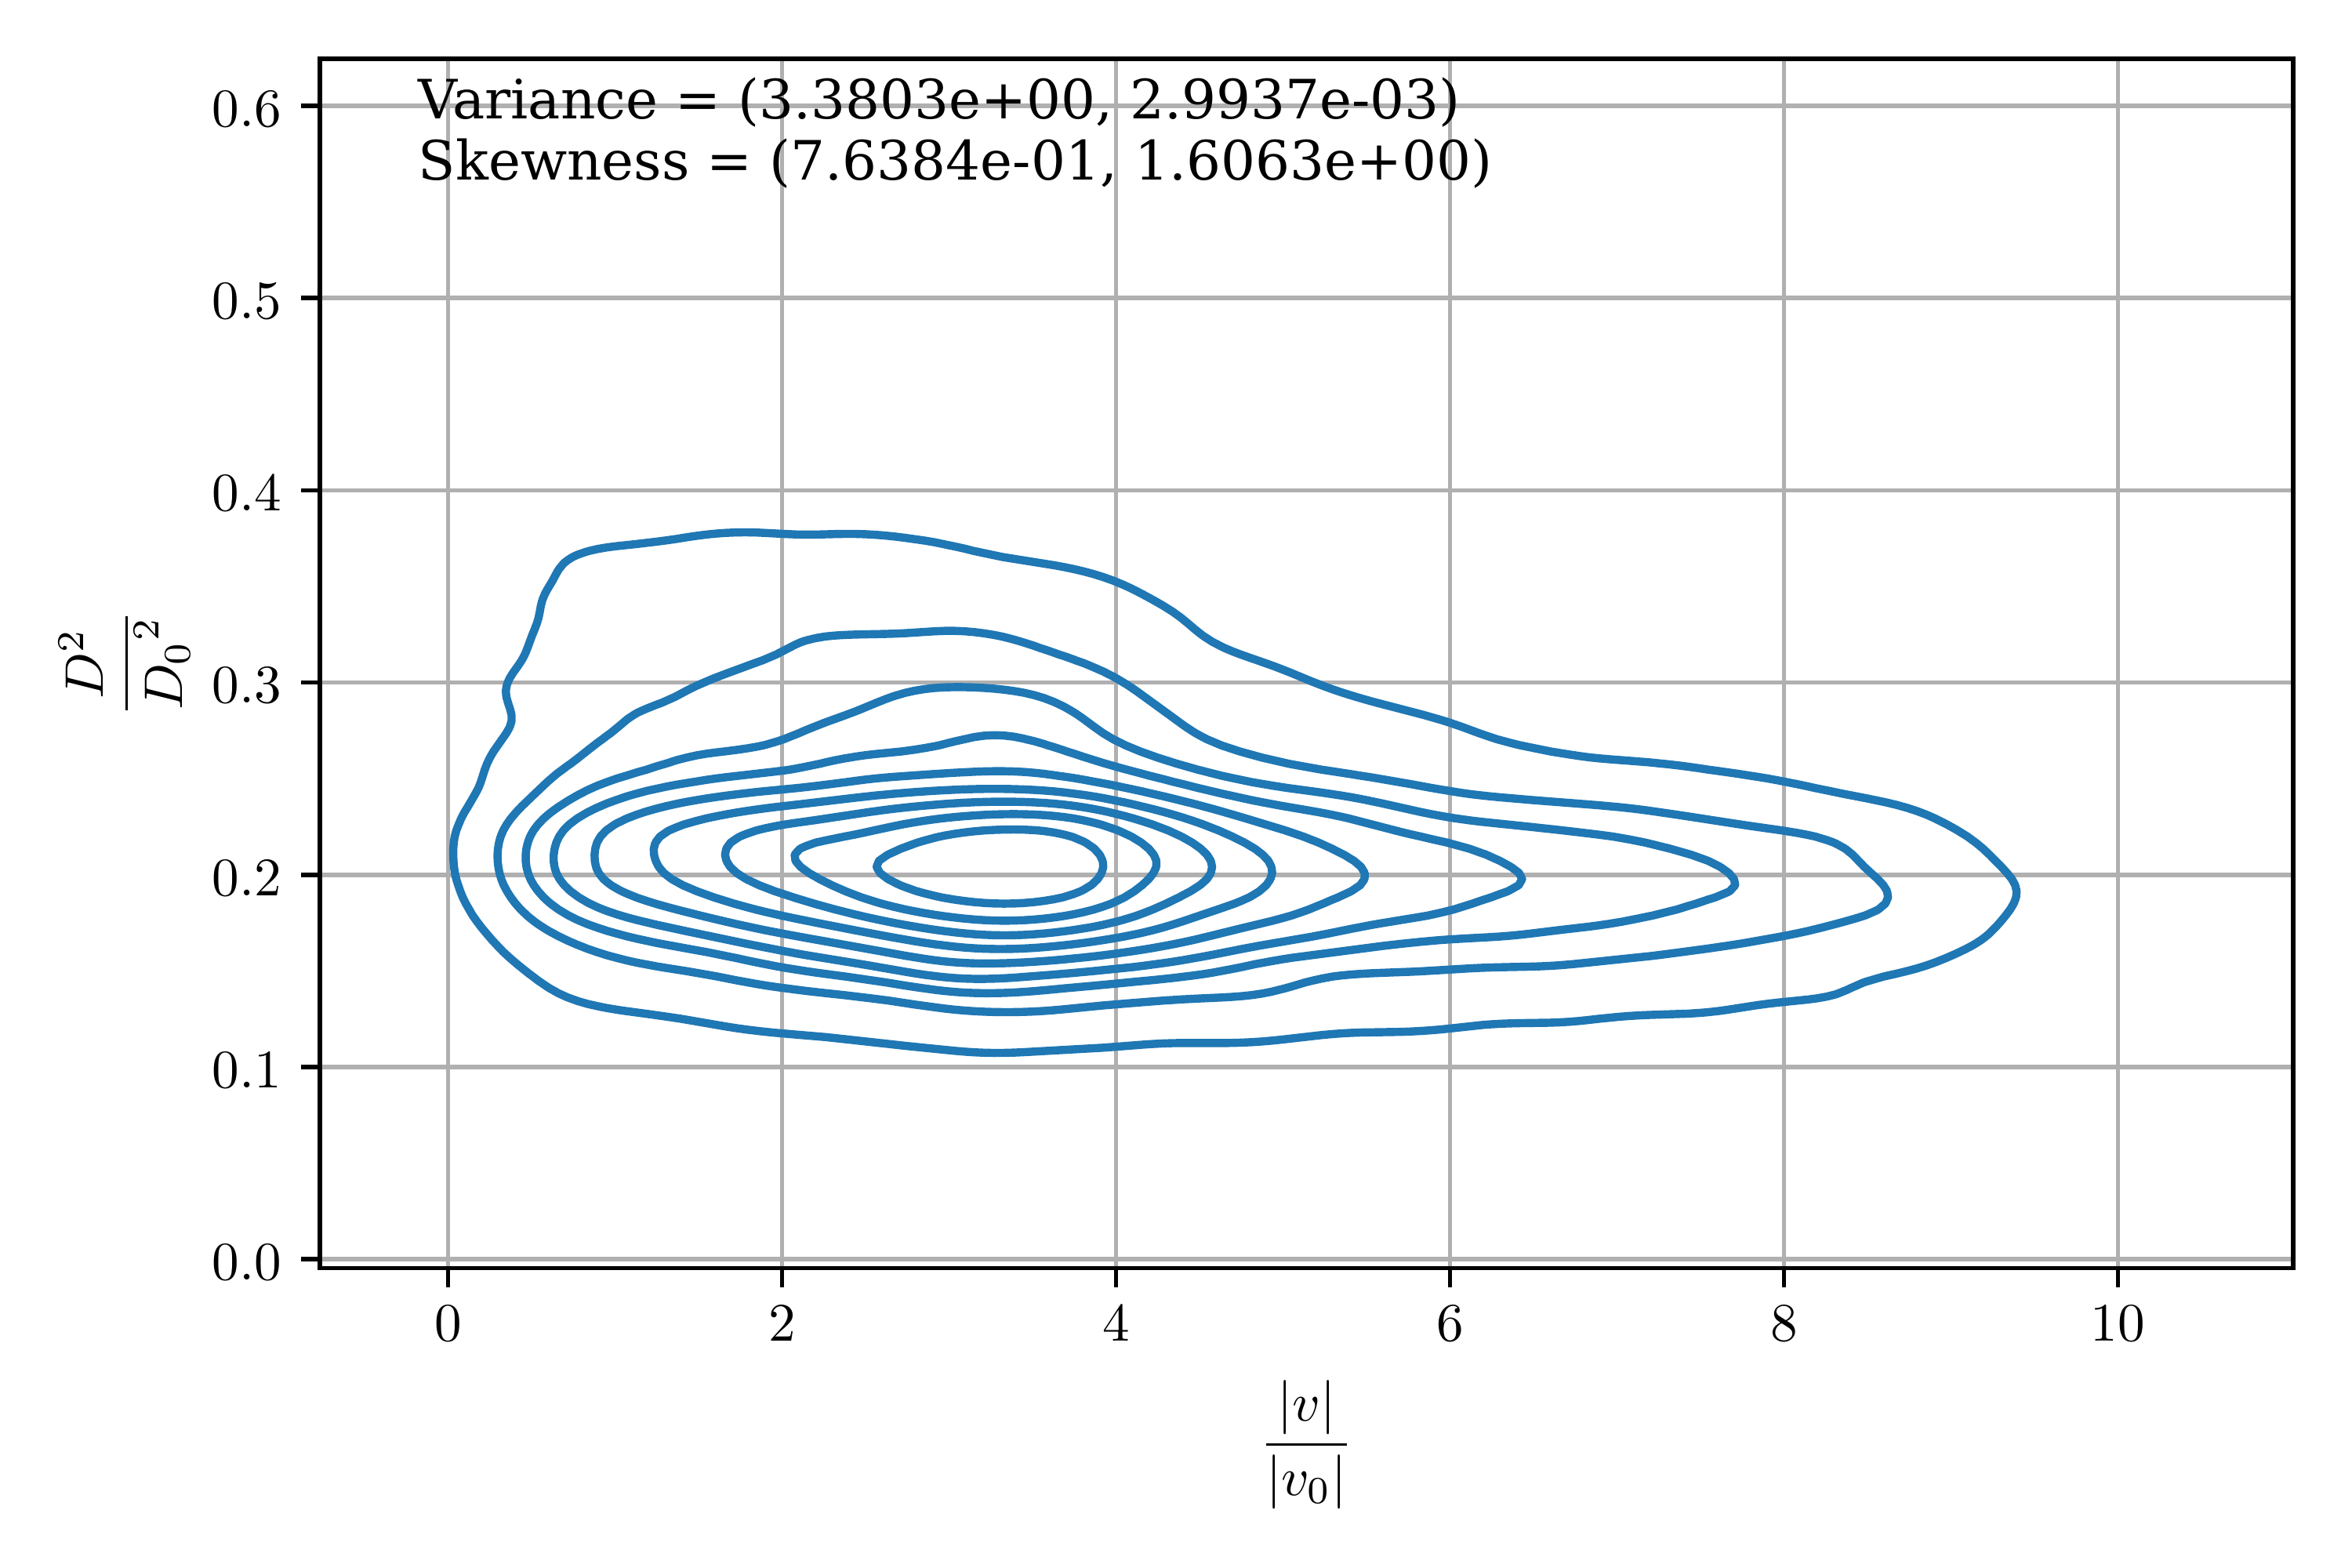 Variance = (3.3803e+00, 2.9937e-03)
Skewness = (7.6384e-01, 1.6063e+00)
0.6
0.5
0.4
0.3
0.2
0.1
0.0
D²
D₀²
0 2 4 6 8 10
|v|
|v₀|